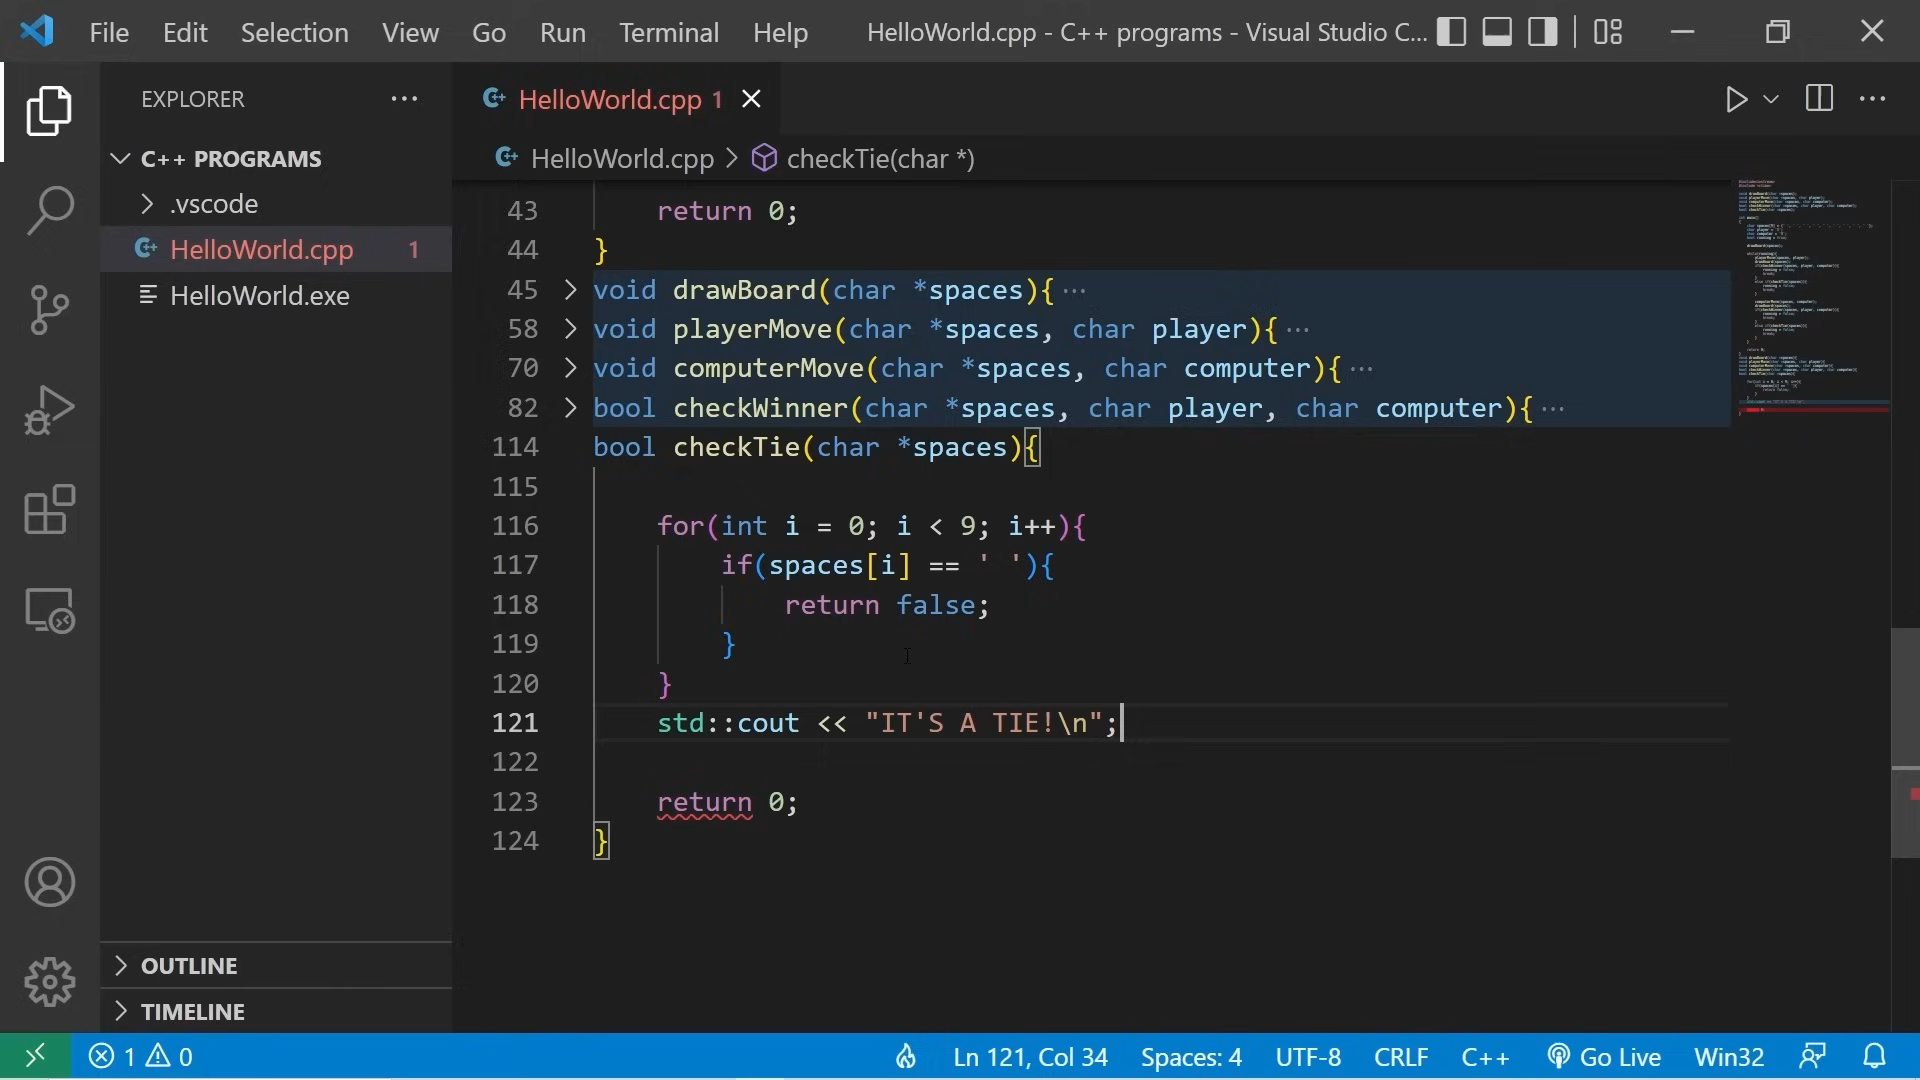 File Edit Selection View Go Run Terminal Help HelloWorld.cpp - C++ programs - Visual Studio C...
EXPLORER
C++ PROGRAMS
.vscode
HelloWorld.cpp 1
HelloWorld.exe
OUTLINE
TIMELINE
HelloWorld.cpp 1
HelloWorld.cpp > checkTie(char *)
43 return 0;
44 }
45 void drawBoard(char *spaces){ ...
58 void playerMove(char *spaces, char player){ ...
70 void computerMove(char *spaces, char computer){ ...
82 bool checkWinner(char *spaces, char player, char computer){ ...
114 bool checkTie(char *spaces){
115
116 for(int i = 0; i < 9; i++){
117 if(spaces[i] == ' '){
118 return false;
119 }
120 }
121 std::cout << "IT'S A TIE!\n";
122
123 return 0;
124 }
1 0 Ln 121, Col 34 Spaces: 4 UTF-8 CRLF C++ Go Live Win32